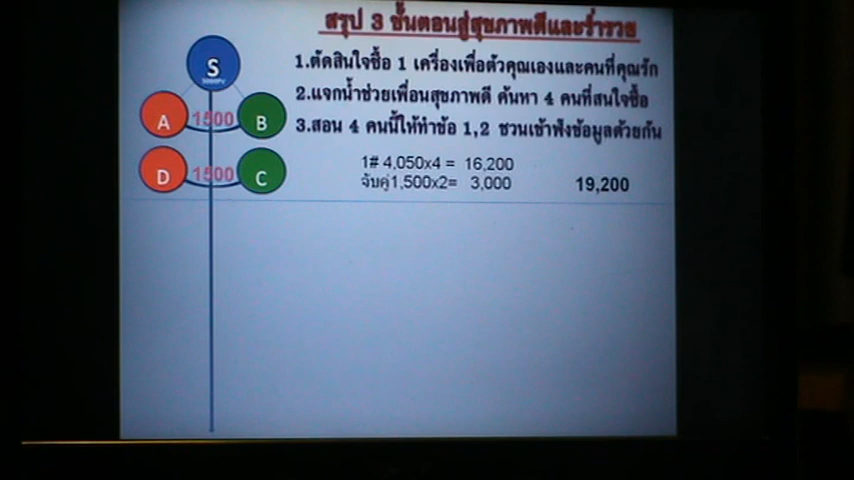 สรุป 3 ขั้นตอนสู่สุขภาพดีและร่ำรวย
S
1.ตัดสินใจซื้อ 1 เครื่องเพื่อตัวคุณเองและคนที่คุณรัก
2.แจกน้ำช่วยเพื่อนสุขภาพดี ค้นหา 4 คนที่สนใจซื้อ
A 1500 B
3.สอน 4 คนนี้ให้ทำข้อ 1,2 ชวนเข้าฟังข้อมูลด้วยกัน
D 1500 C
1# 4,050x4 = 16,200
จับคู่1,500x2= 3,000 19,200